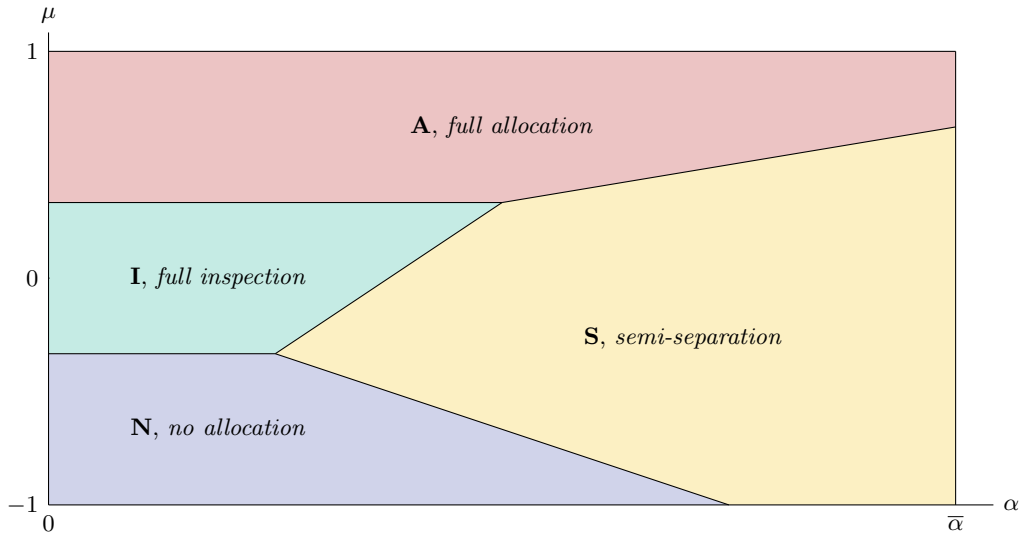 μ
1
A, full allocation
0
I, full inspection
S, semi-separation
N, no allocation
−1
α
0
α̅